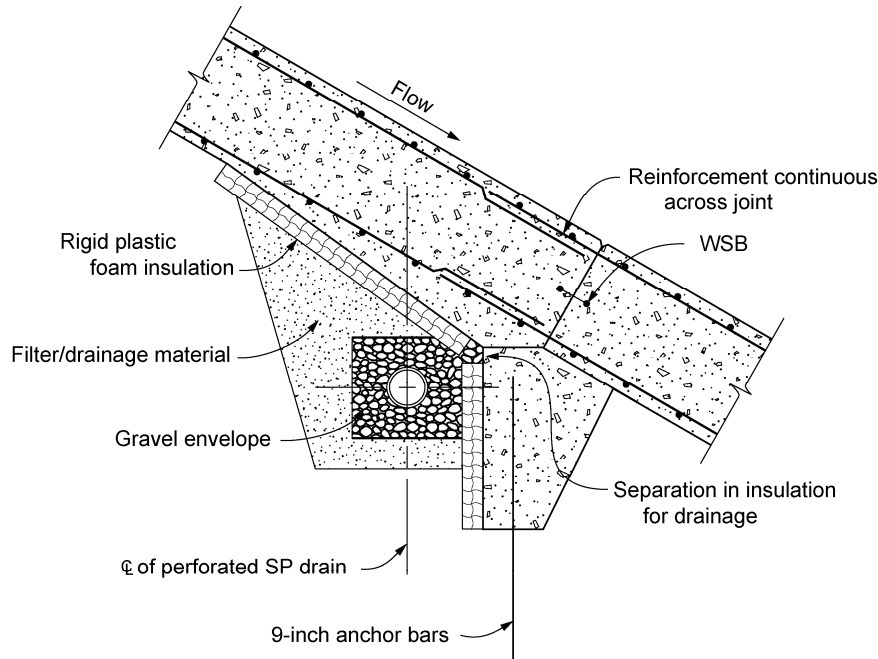 Flow
Reinforcement continuous
across joint
WSB
Rigid plastic
foam insulation
Filter/drainage material
Gravel envelope
Separation in insulation
for drainage
℄ of perforated SP drain
9-inch anchor bars